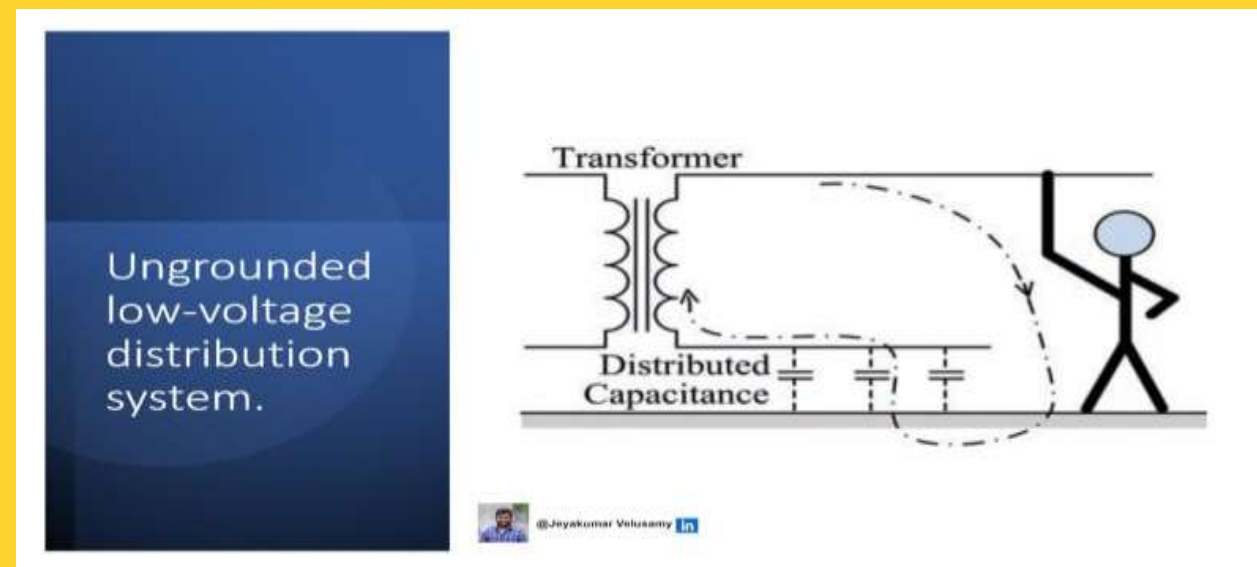 Ungrounded
low-voltage
distribution
system.
Transformer
Distributed
Capacitance
@Jeyakumar Velusamy in